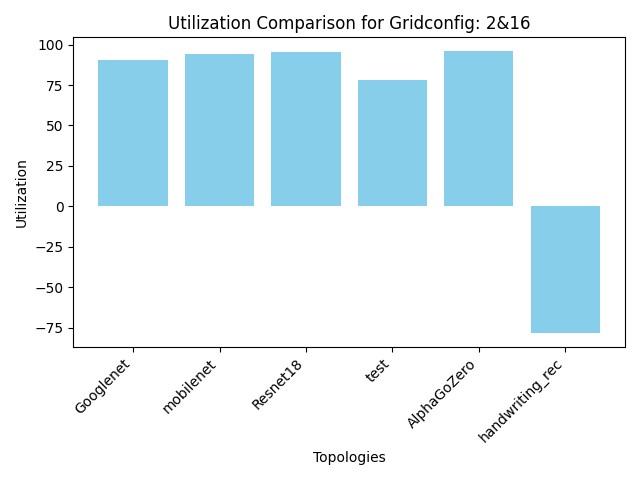 Utilization Comparison for Gridconfig: 2&16
100
75
50
25
0
−25
−50
−75
Utilization
Googlenet
mobilenet
Resnet18
test
AlphaGoZero
handwriting_rec
Topologies